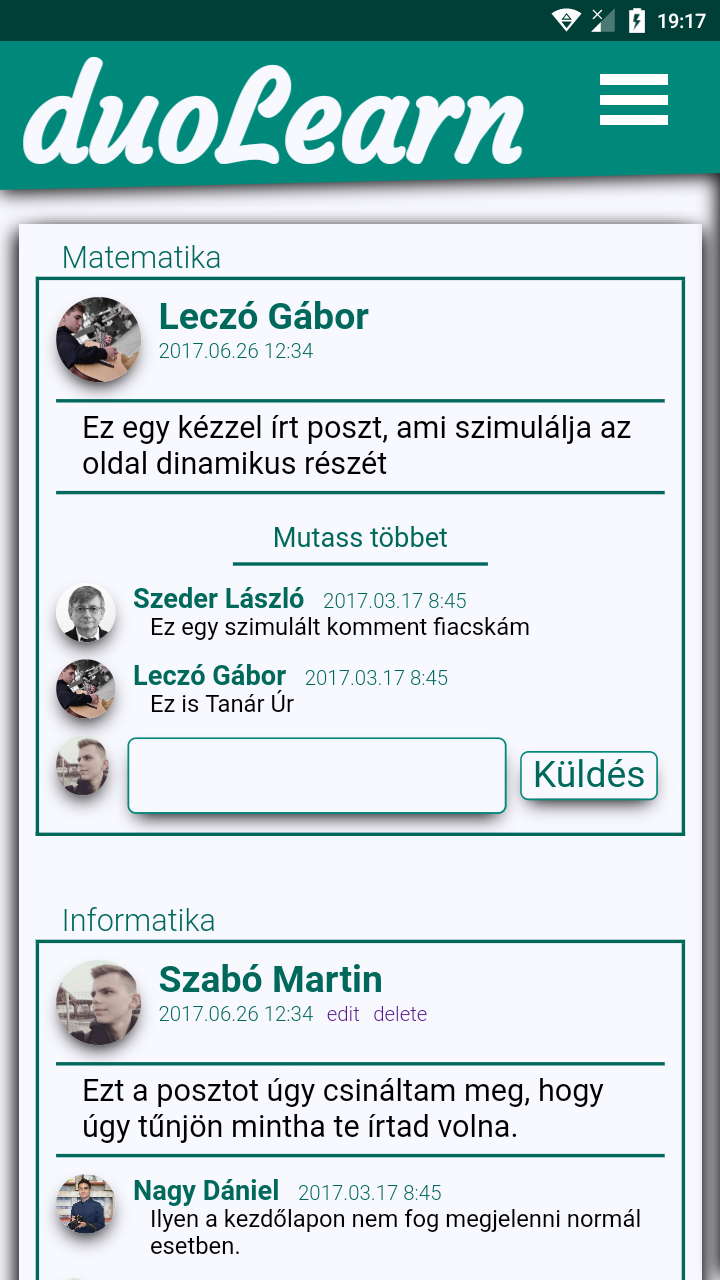 19:17
duoLearn
Matematika
Leczó Gábor
2017.06.26 12:34
Ez egy kézzel írt poszt, ami szimulálja az
oldal dinamikus részét
Mutass többet
Szeder László 2017.03.17 8:45
Ez egy szimulált komment fiacskám
Leczó Gábor 2017.03.17 8:45
Ez is Tanár Úr
Küldés
Informatika
Szabó Martin
2017.06.26 12:34 edit delete
Ezt a posztot úgy csináltam meg, hogy
úgy tűnjön mintha te írtad volna.
Nagy Dániel 2017.03.17 8:45
Ilyen a kezdőlapon nem fog megjelenni normál
esetben.